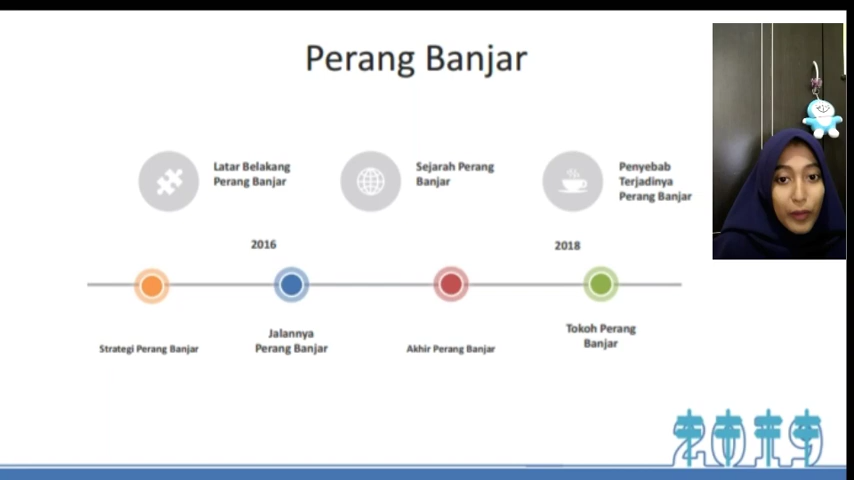 Perang Banjar
Latar Belakang
Perang Banjar
Sejarah Perang
Banjar
Penyebab
Terjadinya
Perang Banjar
2016
2018
Strategi Perang Banjar
Jalannya
Perang Banjar
Akhir Perang Banjar
Tokoh Perang
Banjar
2019